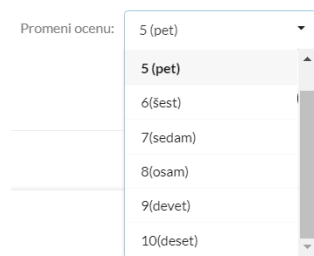 Promeni ocenu: 5 (pet)
5 (pet)
6(šest)
7(sedam)
8(osam)
9(devet)
10(deset)